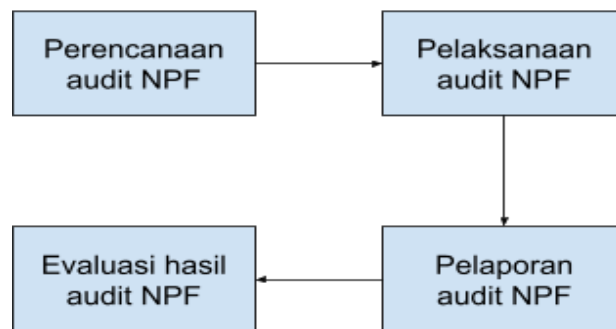 Perencanaan
audit NPF
Pelaksanaan
audit NPF
Pelaporan
audit NPF
Evaluasi hasil
audit NPF